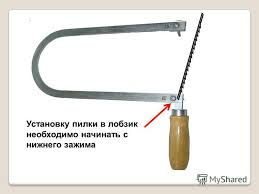 Установку пилки в лобзик
необходимо начинать с
нижнего зажима
MyShared